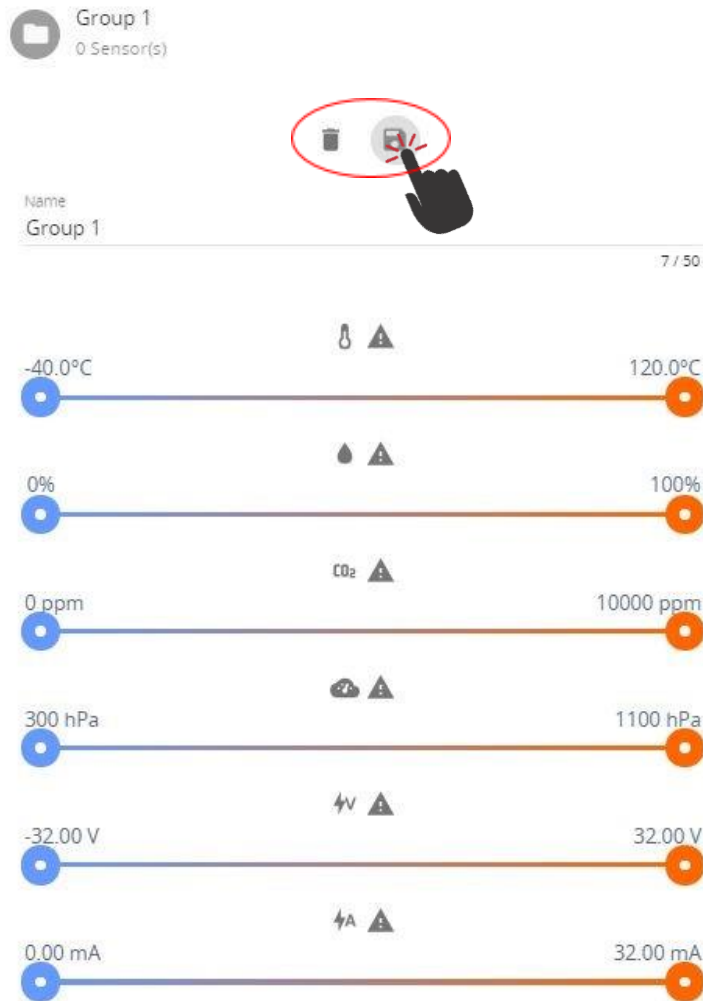 Group 1
0 Sensor(s)
Name
Group 1
7 / 50
-40.0°C 120.0°C
0% 100%
CO₂
0 ppm 10000 ppm
300 hPa 1100 hPa
V
-32.00 V 32.00 V
A
0.00 mA 32.00 mA